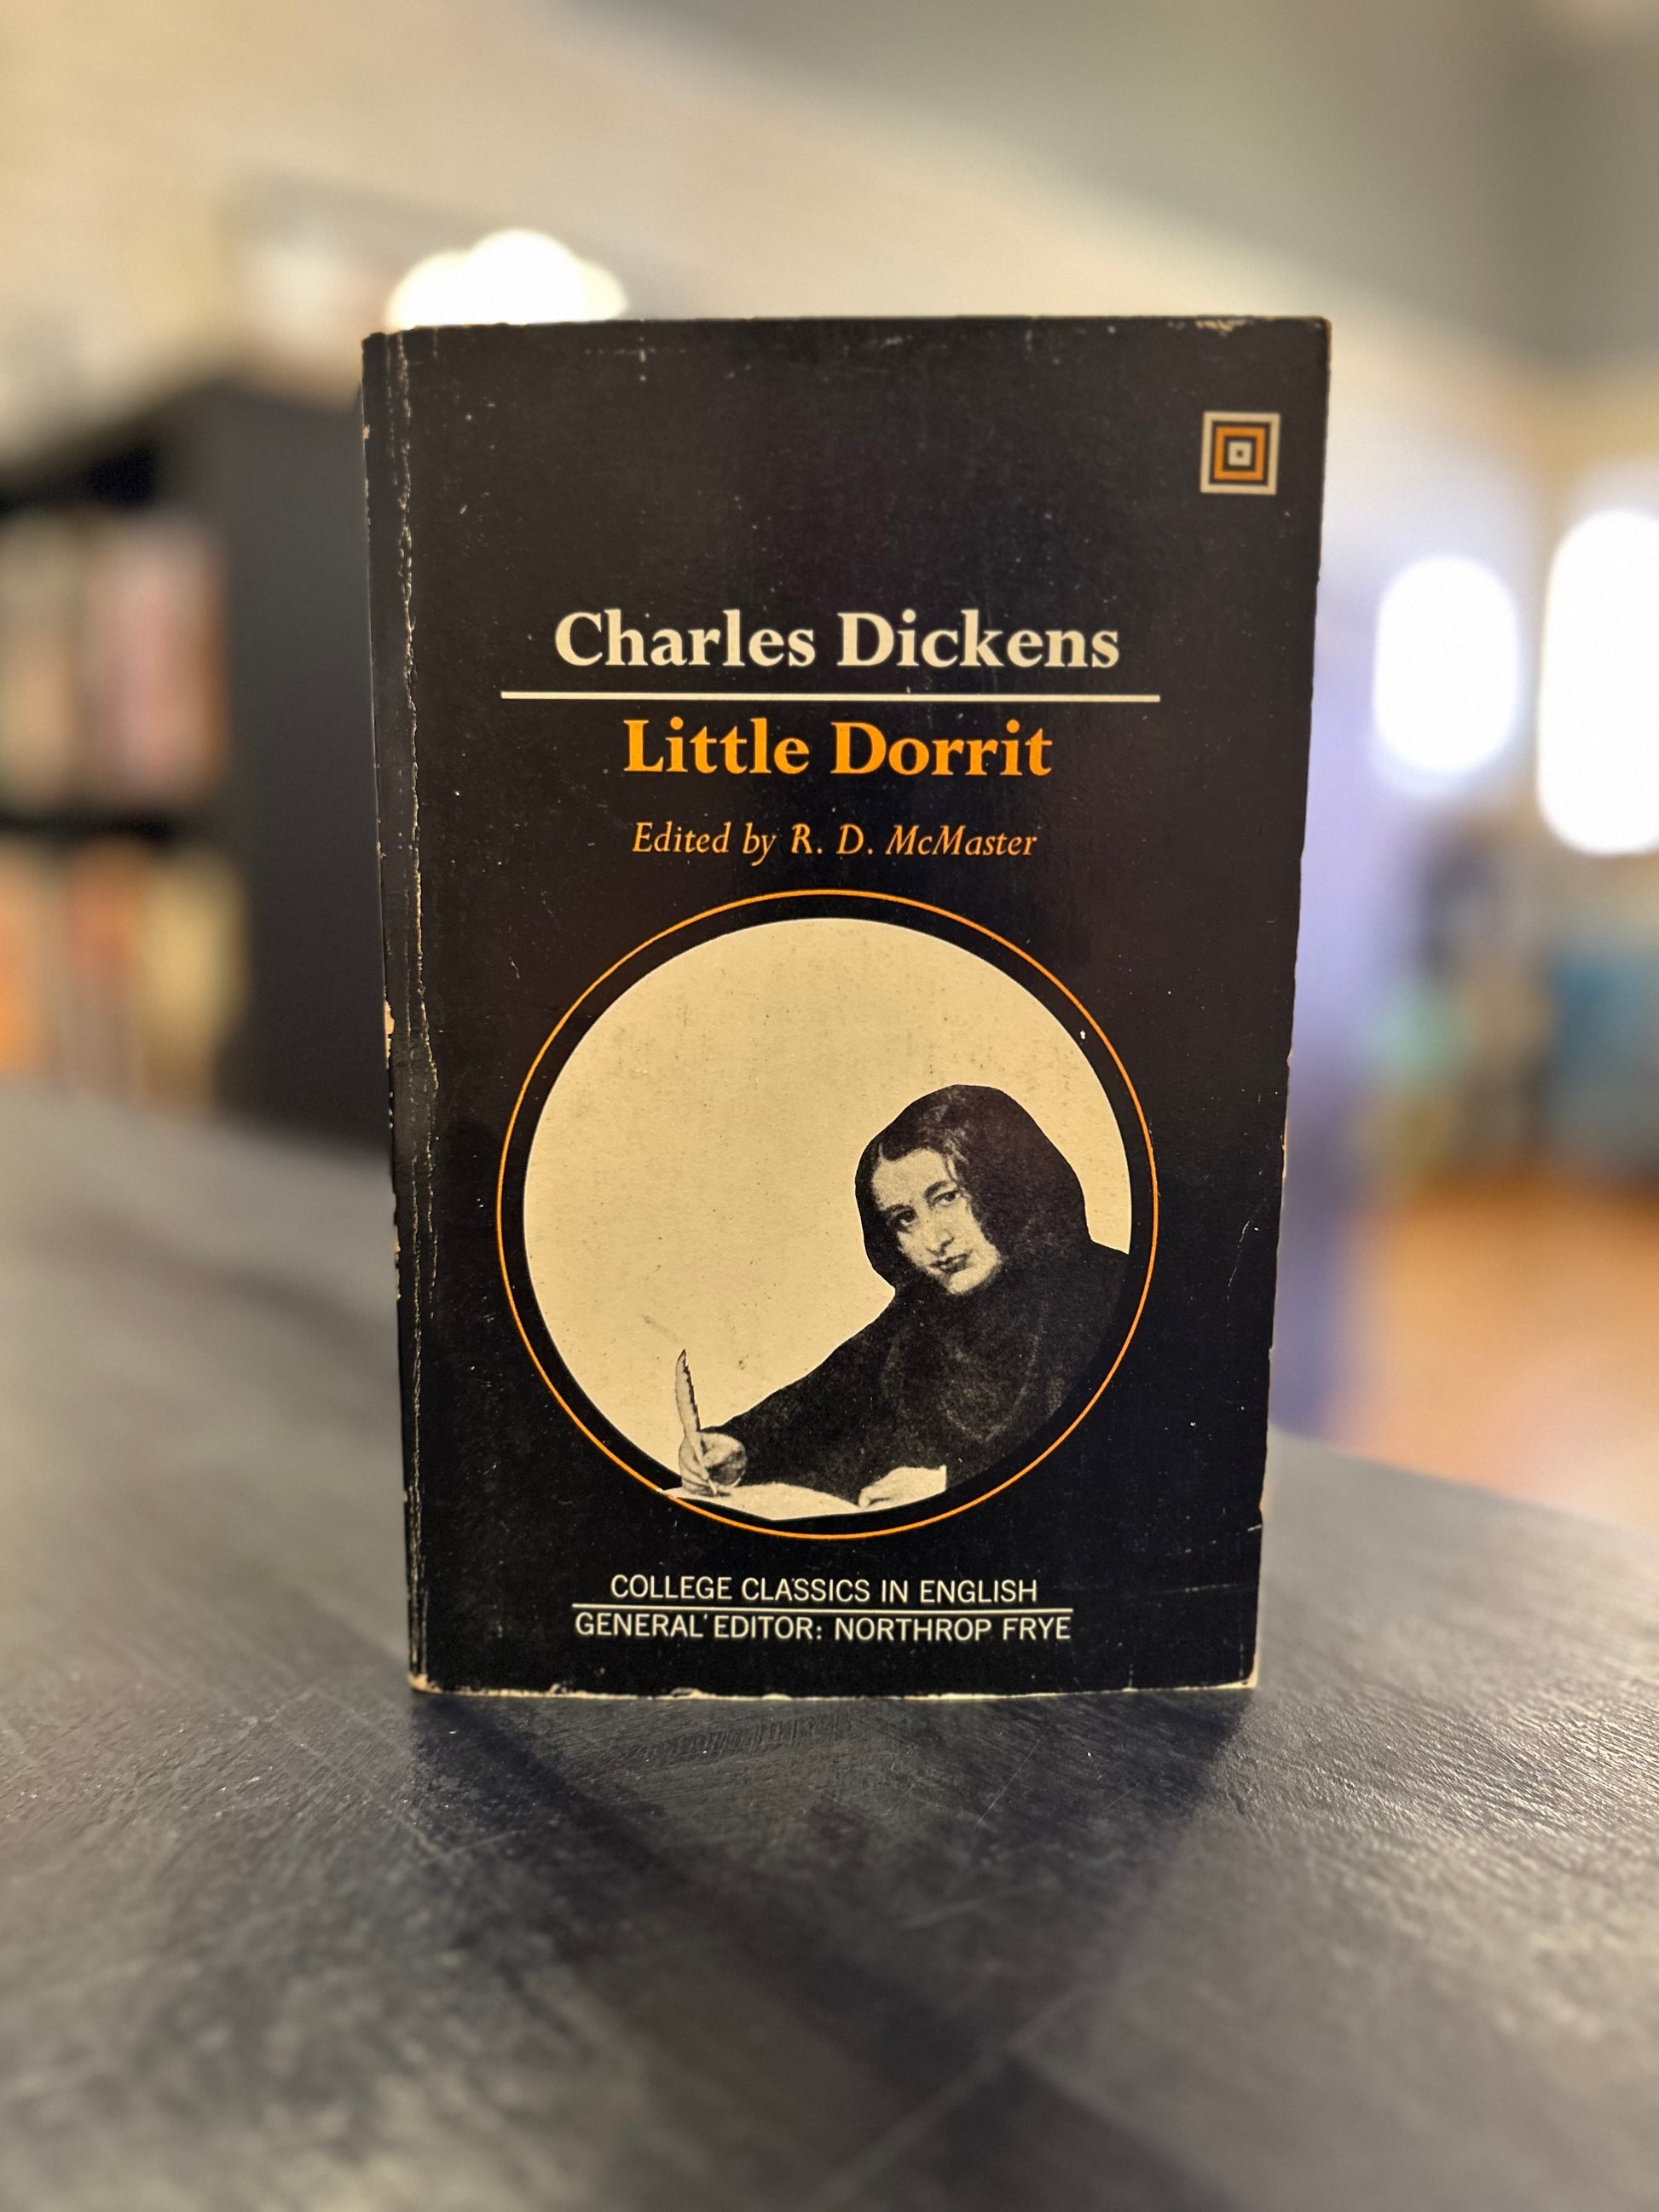 Charles Dickens
Little Dorrit
Edited by R. D. McMaster
COLLEGE CLASSICS IN ENGLISH
GENERAL EDITOR: NORTHROP FRYE